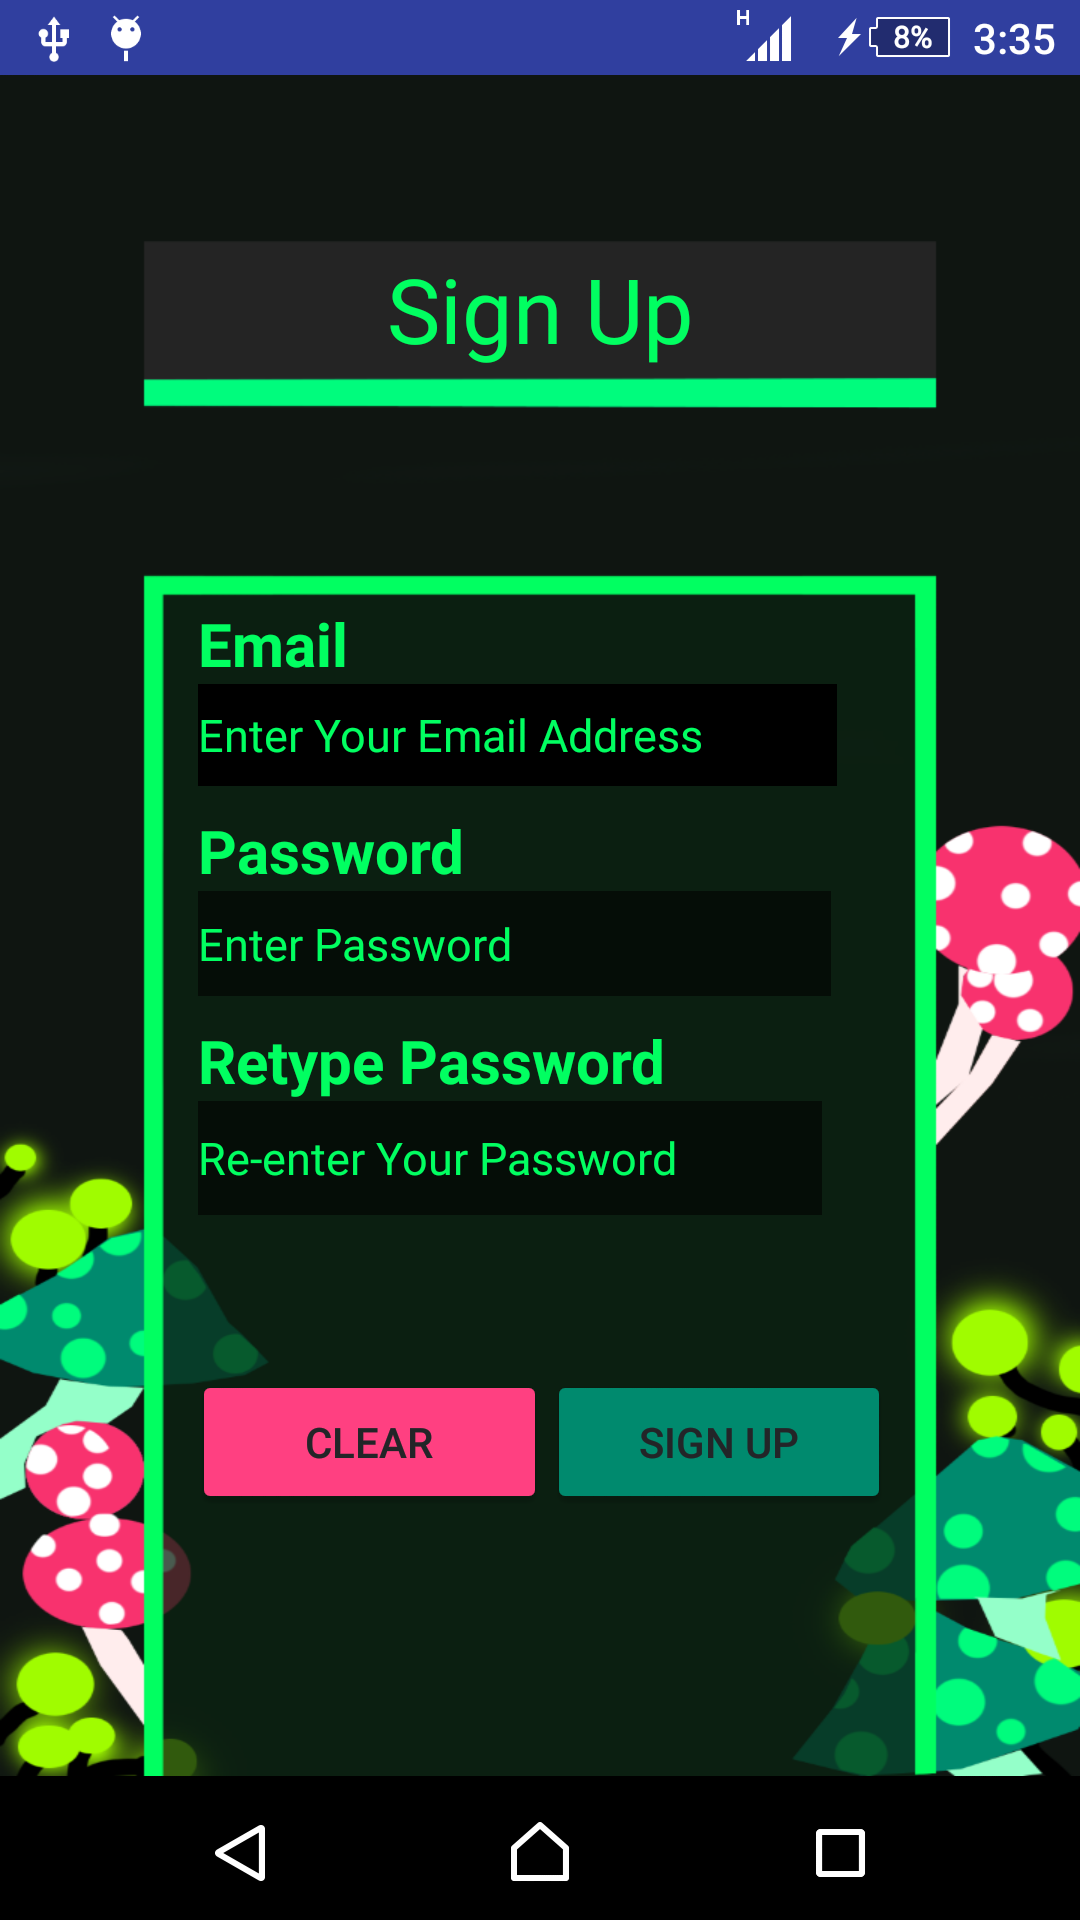 H 8% 3:35
Sign Up
Email
Enter Your Email Address
Password
Enter Password
Retype Password
Re-enter Your Password
CLEAR SIGN UP